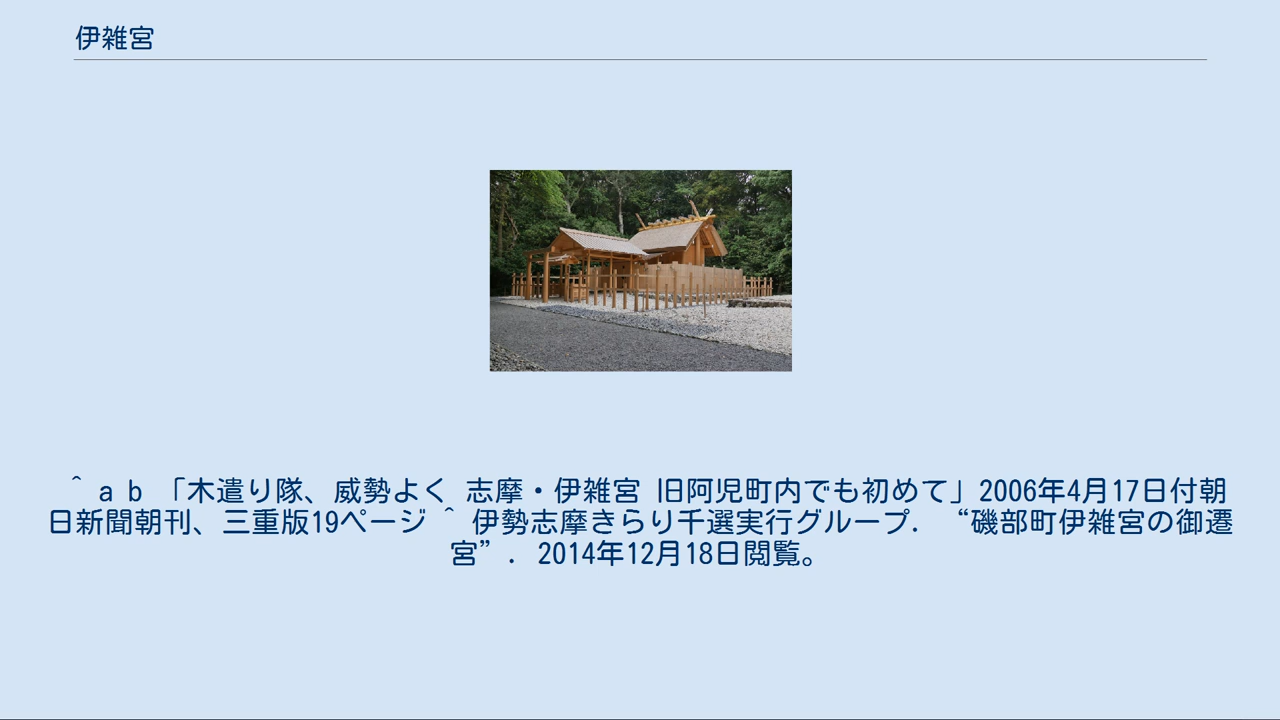 伊雑宮
^ a b 「木遣り隊、威勢よく 志摩・伊雑宮 旧阿児町内でも初めて」2006年4月17日付朝
日新聞朝刊、三重版19ページ ^ 伊勢志摩きらり千選実行グループ. “磯部町伊雑宮の御遷
宮”. 2014年12月18日閲覧。